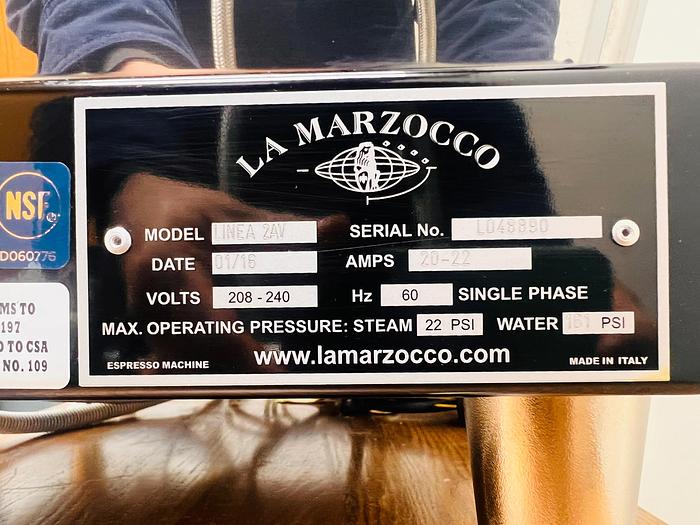 LA MARZOCCO
NSF
D060776
MODEL LINEA 2AV SERIAL No. L048890
DATE 01/16 AMPS 20-22
VOLTS 208 - 240 Hz 60 SINGLE PHASE
MAX. OPERATING PRESSURE: STEAM 22 PSI WATER PSI
www.lamarzocco.com
ESPRESSO MACHINE MADE IN ITALY
MS TO
197
D TO CSA
NO. 109